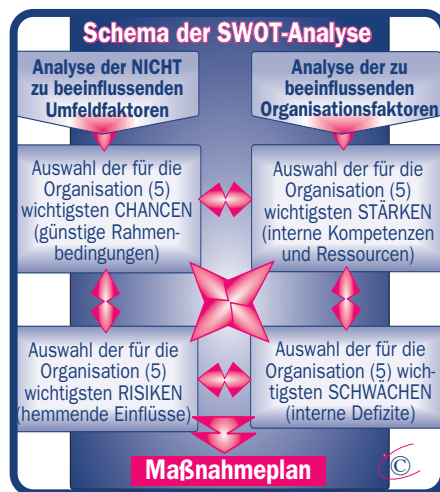 Schema der SWOT-Analyse
Analyse der NICHT
zu beeinflussenden
Umfeldfaktoren
Analyse der zu
beeinflussenden
Organisationsfaktoren
Auswahl der für die
Organisation (5)
wichtigsten CHANCEN
(günstige Rahmen-
bedingungen)
Auswahl der für die
Organisation (5)
wichtigsten STÄRKEN
(interne Kompetenzen
und Ressourcen)
Auswahl der für die
Organisation (5)
wichtigsten RISIKEN
(hemmende Einflüsse)
Auswahl der für die
Organisation (5) wich-
tigsten SCHWÄCHEN
(interne Defizite)
Maßnahmeplan
©